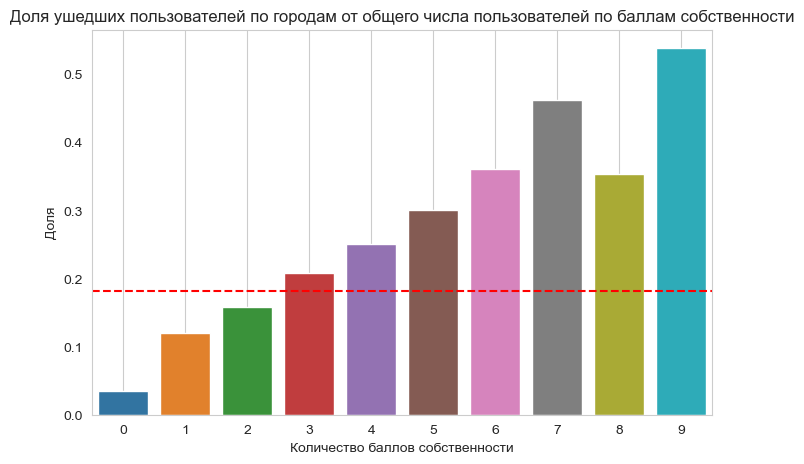 Доля ушедших пользователей по городам от общего числа пользователей по баллам собственности
0.5
0.4
0.3
0.2
0.1
0.0
Доля
0 1 2 3 4 5 6 7 8 9
Количество баллов собственности